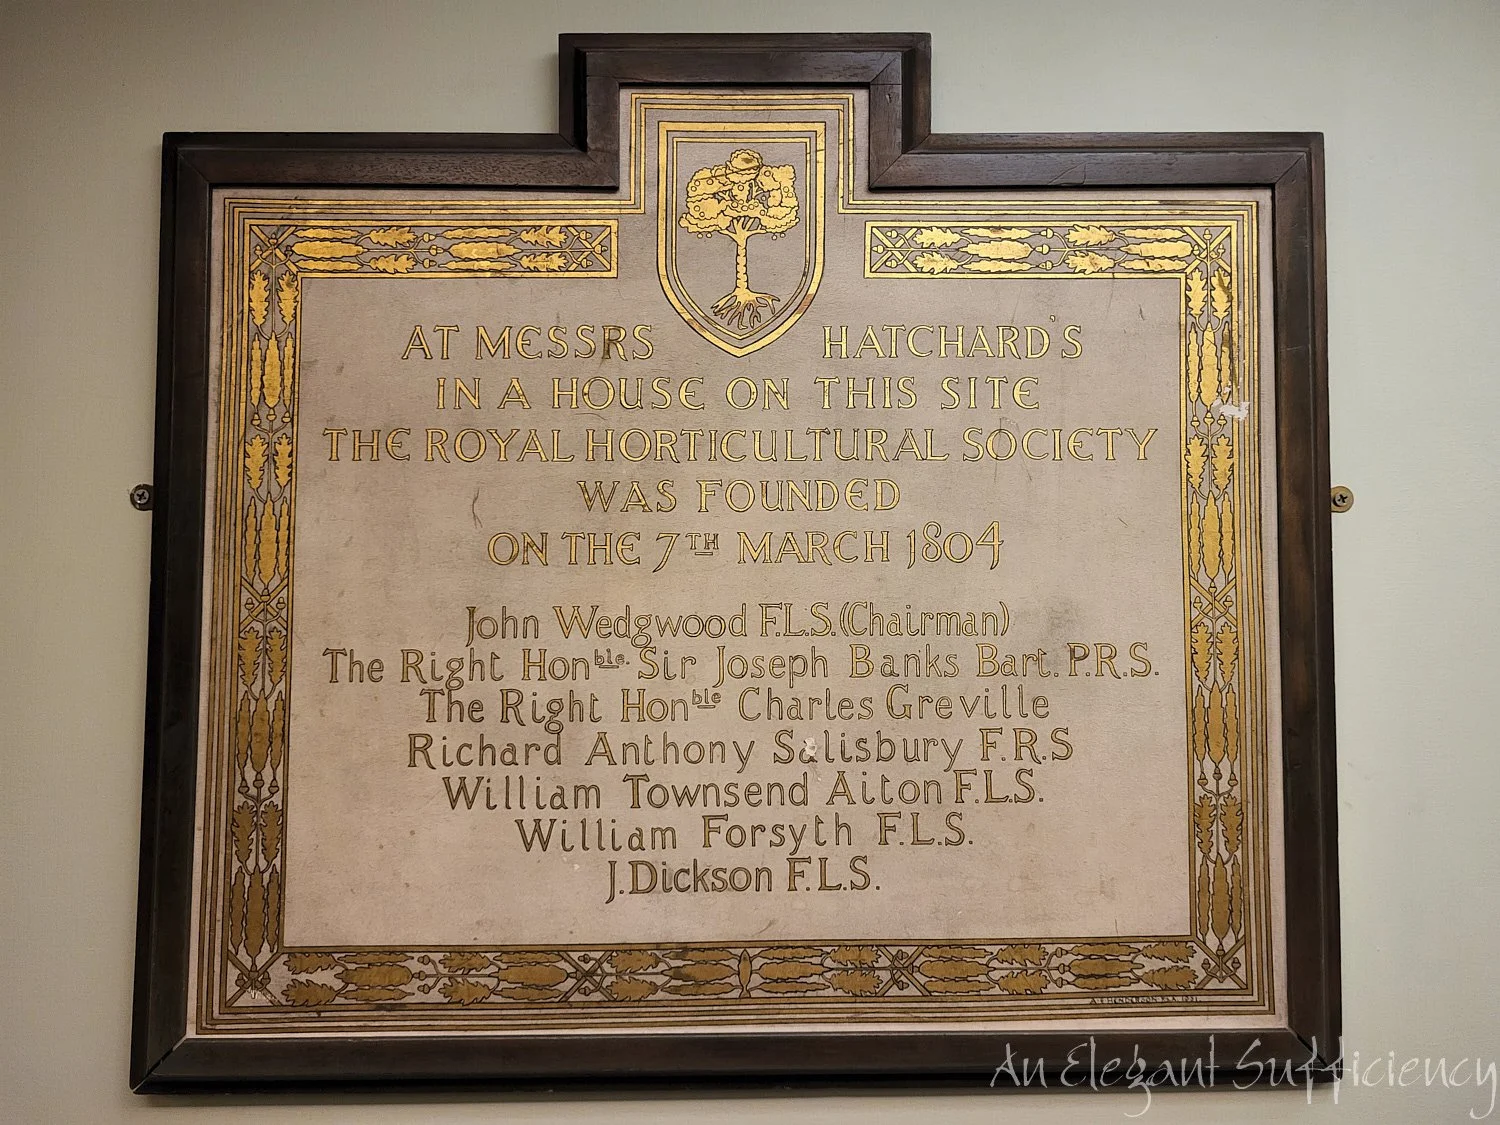 AT MESSRS HATCHARD'S
IN A HOUSE ON THIS SITE
THE ROYAL HORTICULTURAL SOCIETY
WAS FOUNDED
ON THE 7TH MARCH 1804
John Wedgwood F.L.S. (Chairman)
The Right Honble. Sir Joseph Banks Bart. P.R.S.
The Right Honble Charles Greville
Richard Anthony Salisbury F.R.S
William Townsend Aiton F.L.S.
William Forsyth F.L.S.
J. Dickson F.L.S.
HENDERSON 1931
An Elegant Sufficiency